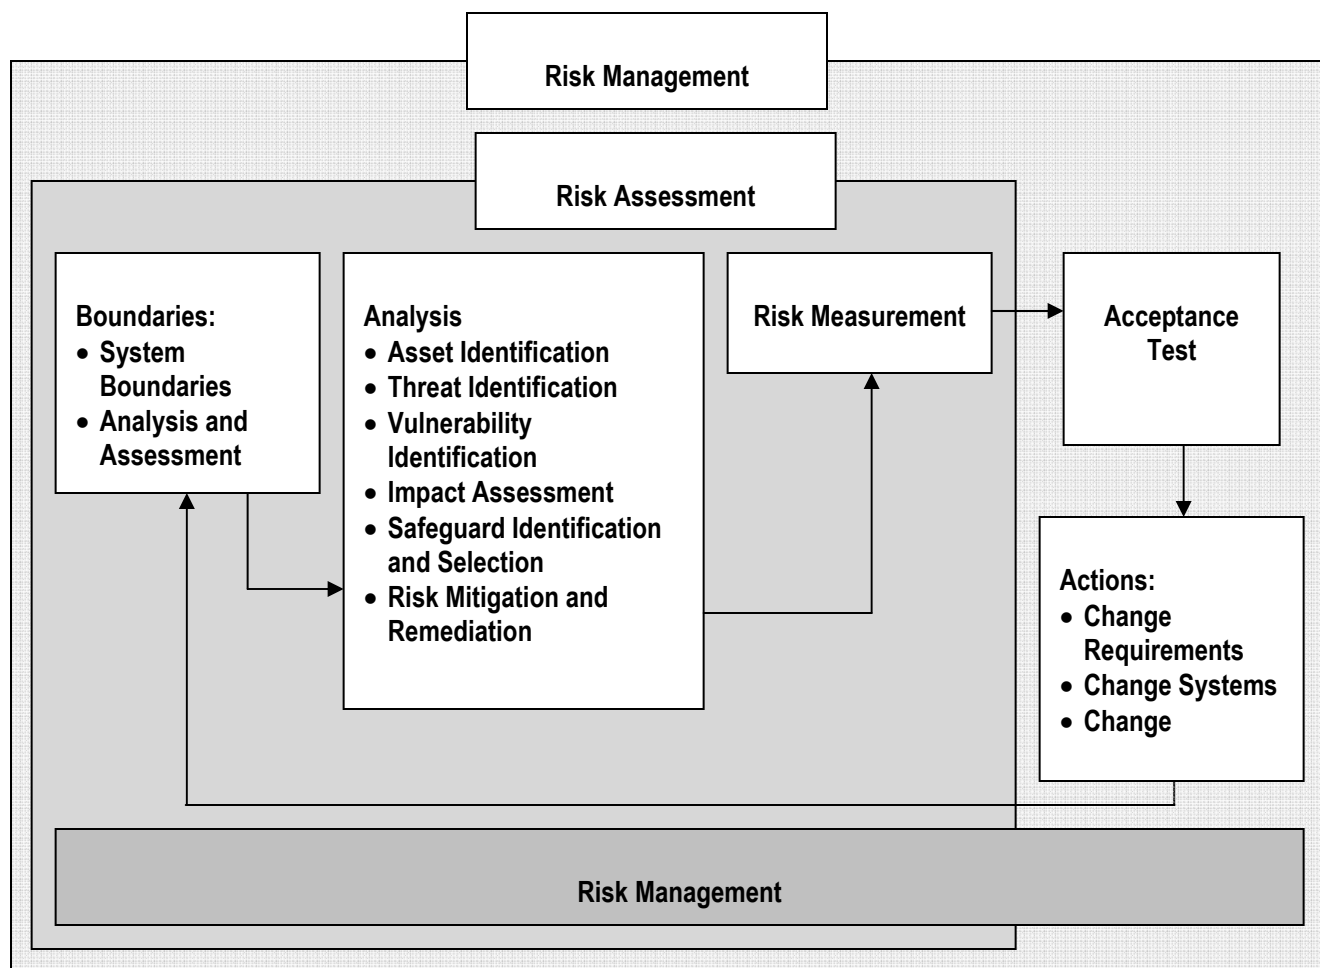 Risk Management
Risk Assessment
Boundaries:
• System
Boundaries
• Analysis and
Assessment
Analysis
• Asset Identification
• Threat Identification
• Vulnerability
Identification
• Impact Assessment
• Safeguard Identification
and Selection
• Risk Mitigation and
Remediation
Risk Measurement
Acceptance
Test
Actions:
• Change
Requirements
• Change Systems
• Change
Risk Management